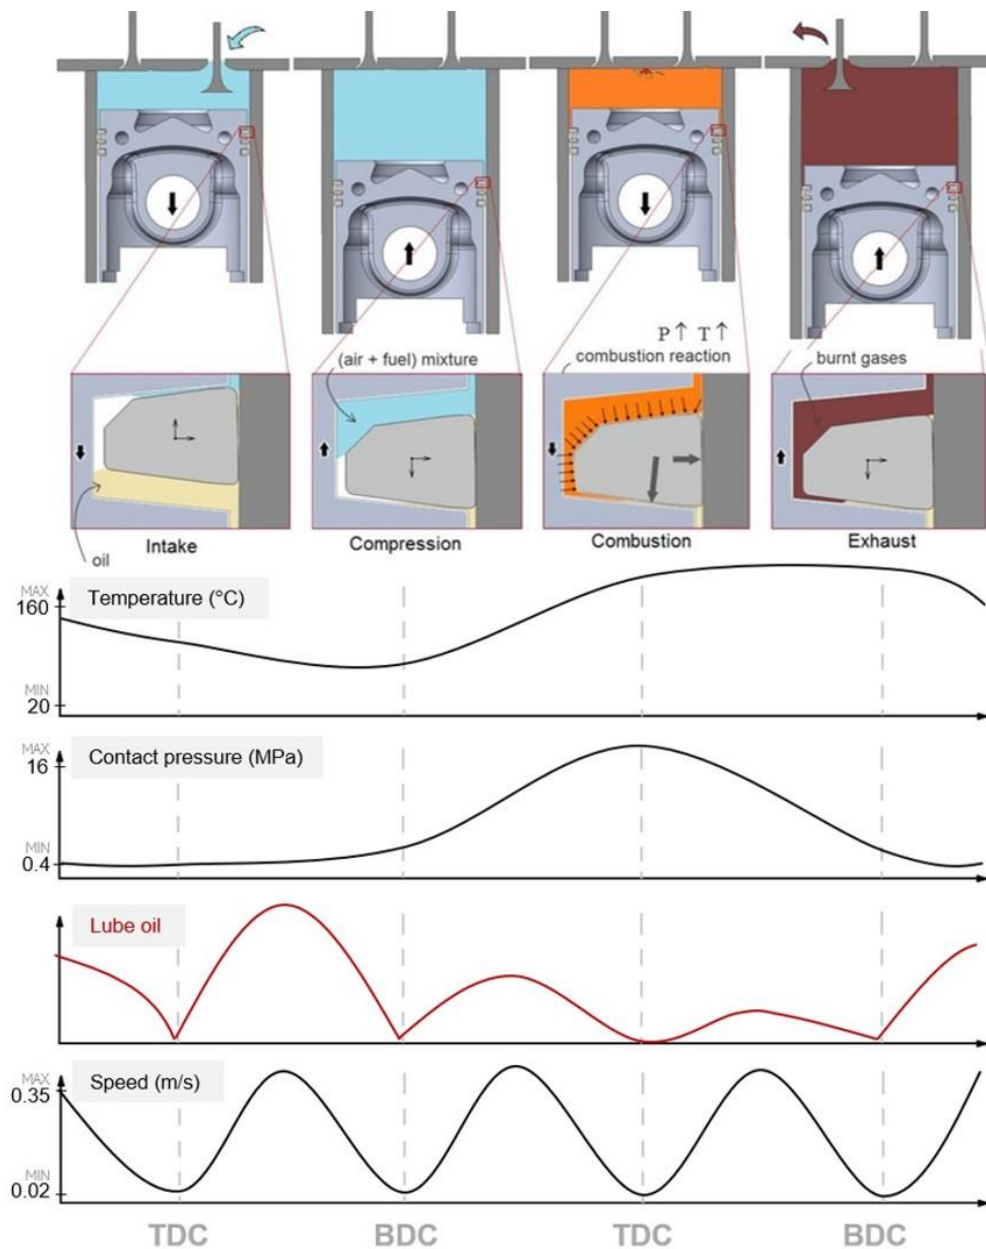 P↑ T↑
(air + fuel) mixture
combustion reaction
burnt gases
oil
Intake
Compression
Combustion
Exhaust
MAX
160
Temperature (°C)
MIN
20
MAX
16
Contact pressure (MPa)
MIN
0.4
Lube oil
MAX
0.35
Speed (m/s)
MIN
0.02
TDC
BDC
TDC
BDC